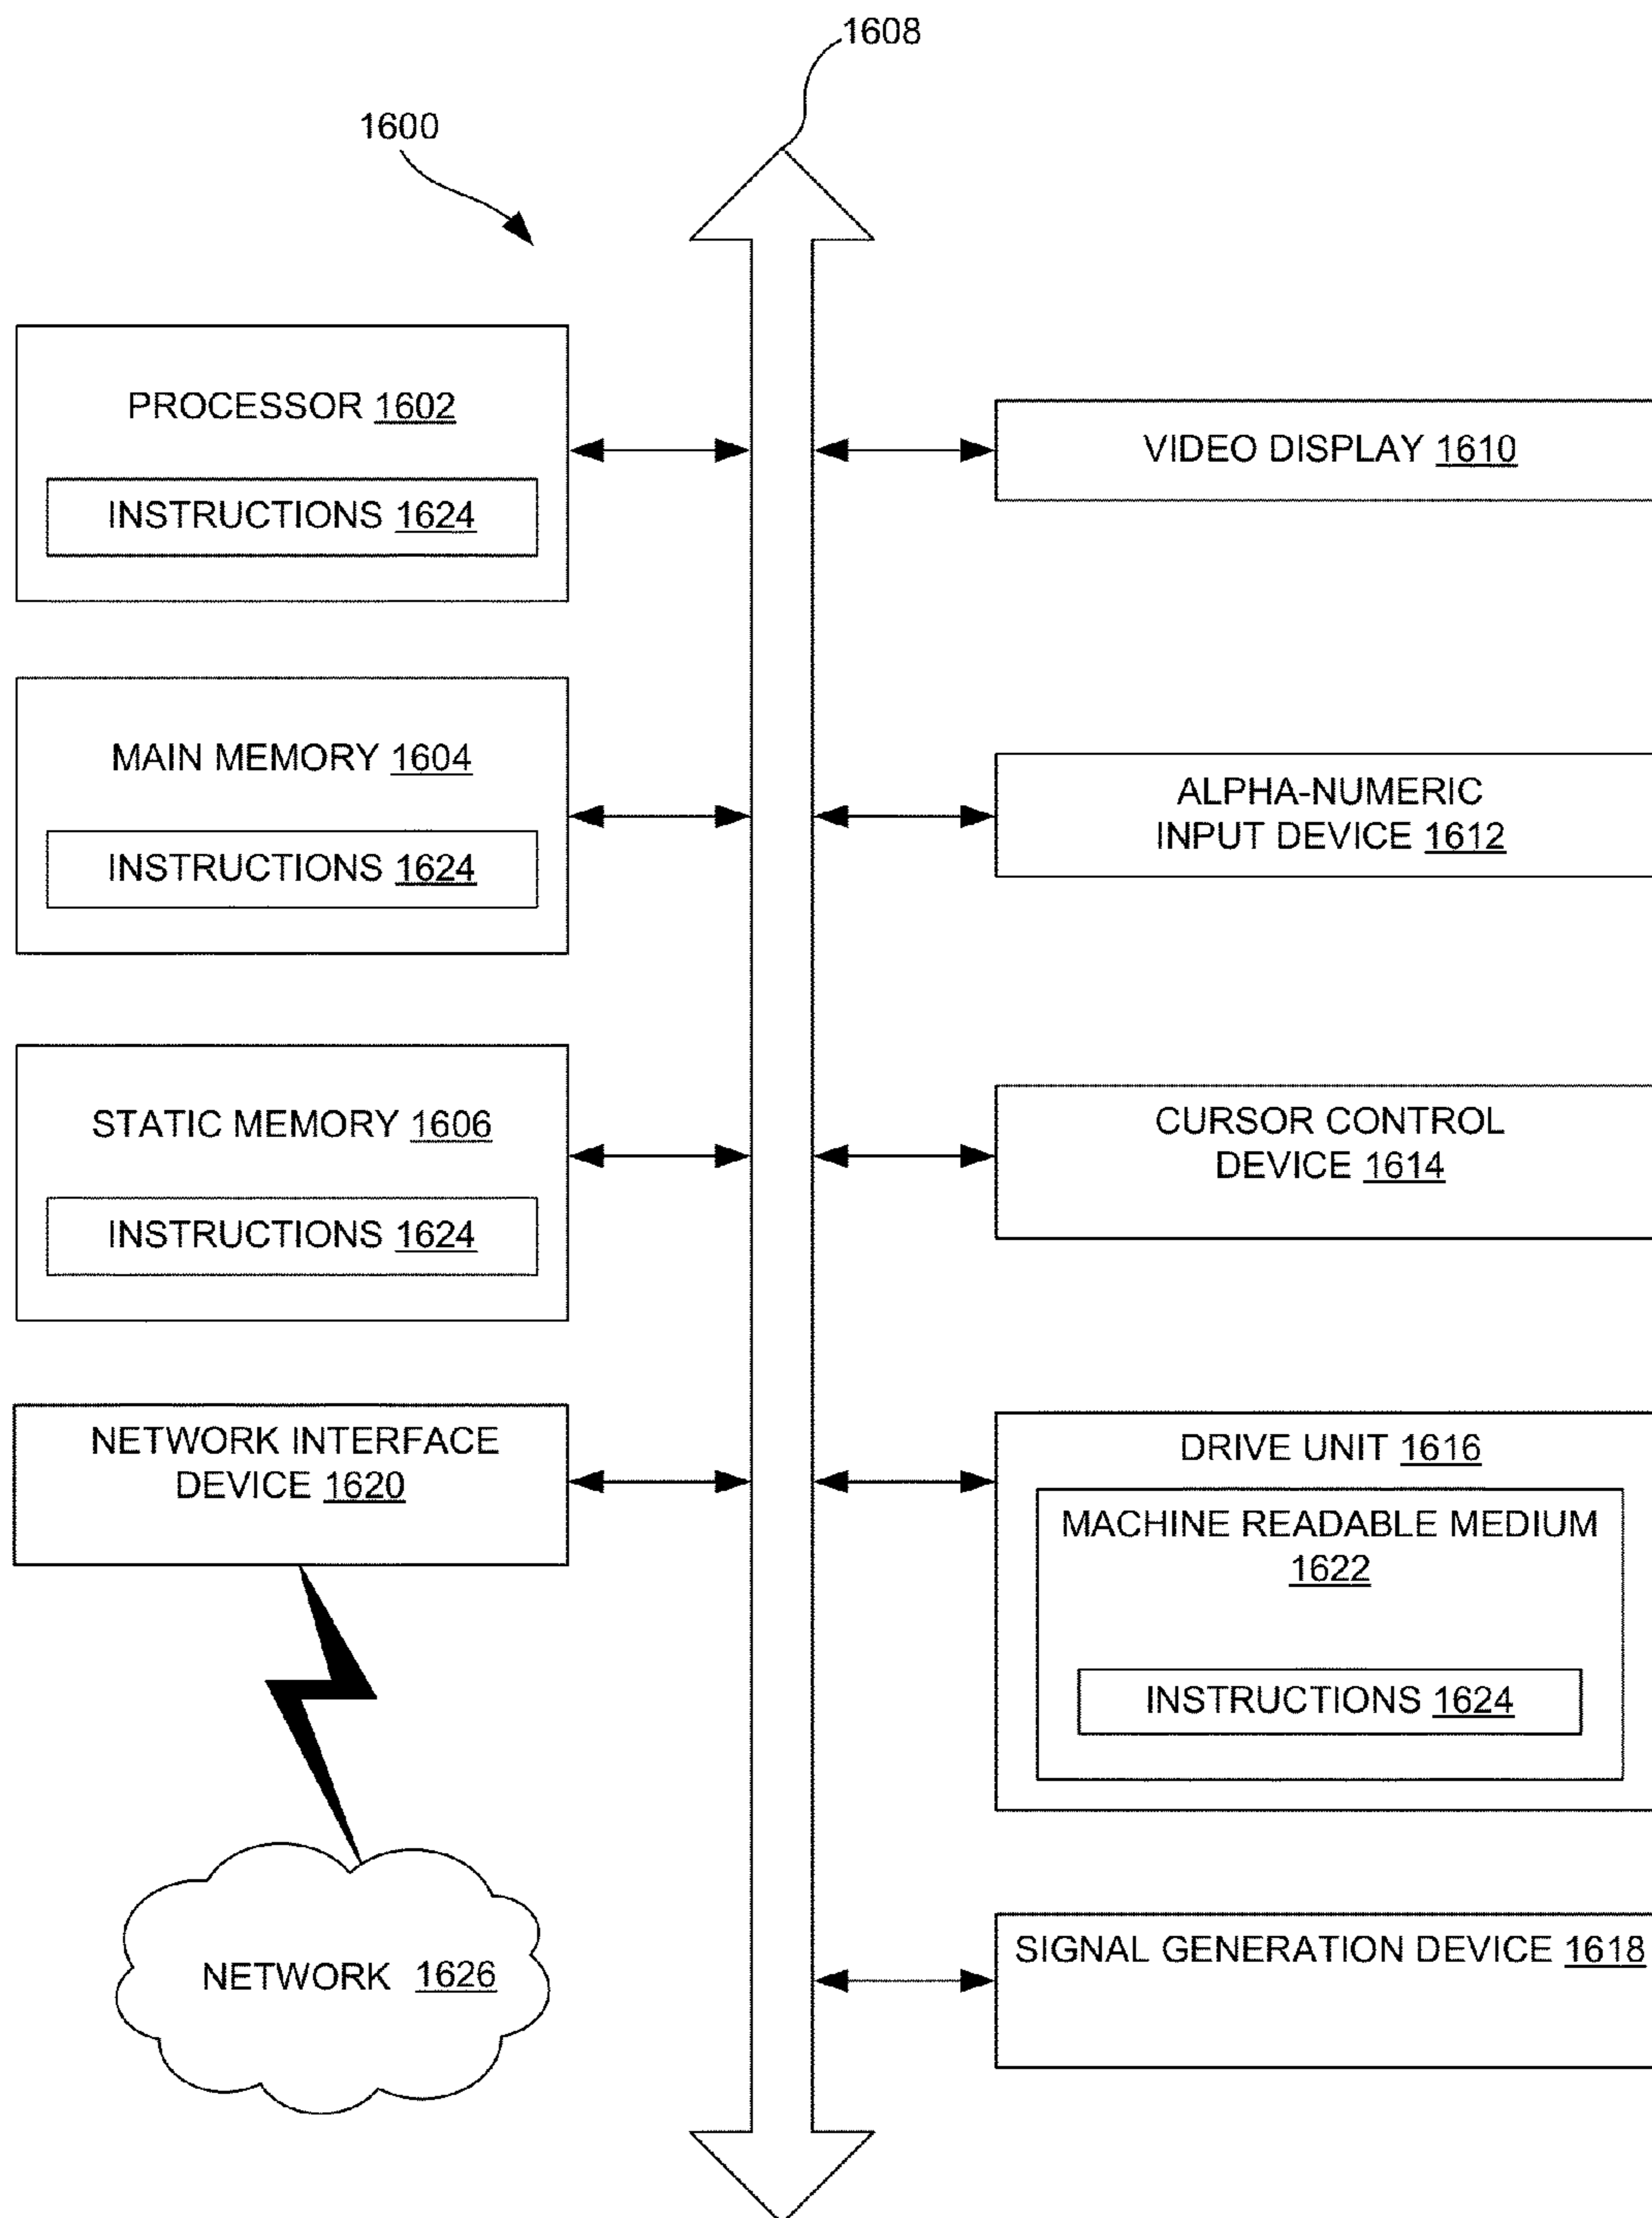 1608
1600
PROCESSOR 1602
INSTRUCTIONS 1624
MAIN MEMORY 1604
INSTRUCTIONS 1624
STATIC MEMORY 1606
INSTRUCTIONS 1624
NETWORK INTERFACE
DEVICE 1620
NETWORK 1626
VIDEO DISPLAY 1610
ALPHA-NUMERIC
INPUT DEVICE 1612
CURSOR CONTROL
DEVICE 1614
DRIVE UNIT 1616
MACHINE READABLE MEDIUM
1622
INSTRUCTIONS 1624
SIGNAL GENERATION DEVICE 1618